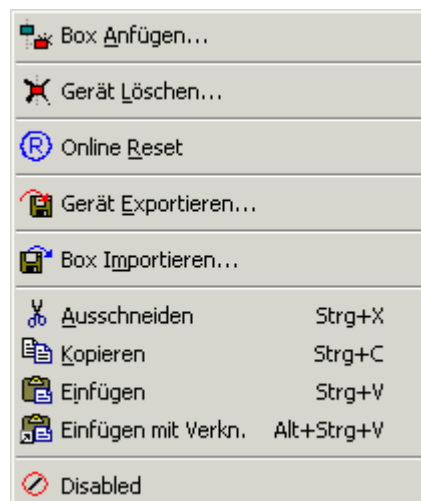 Box Anfügen...
Gerät Löschen...
Online Reset
Gerät Exportieren...
Box Importieren...
Ausschneiden Strg+X
Kopieren Strg+C
Einfügen Strg+V
Einfügen mit Verkn. Alt+Strg+V
Disabled